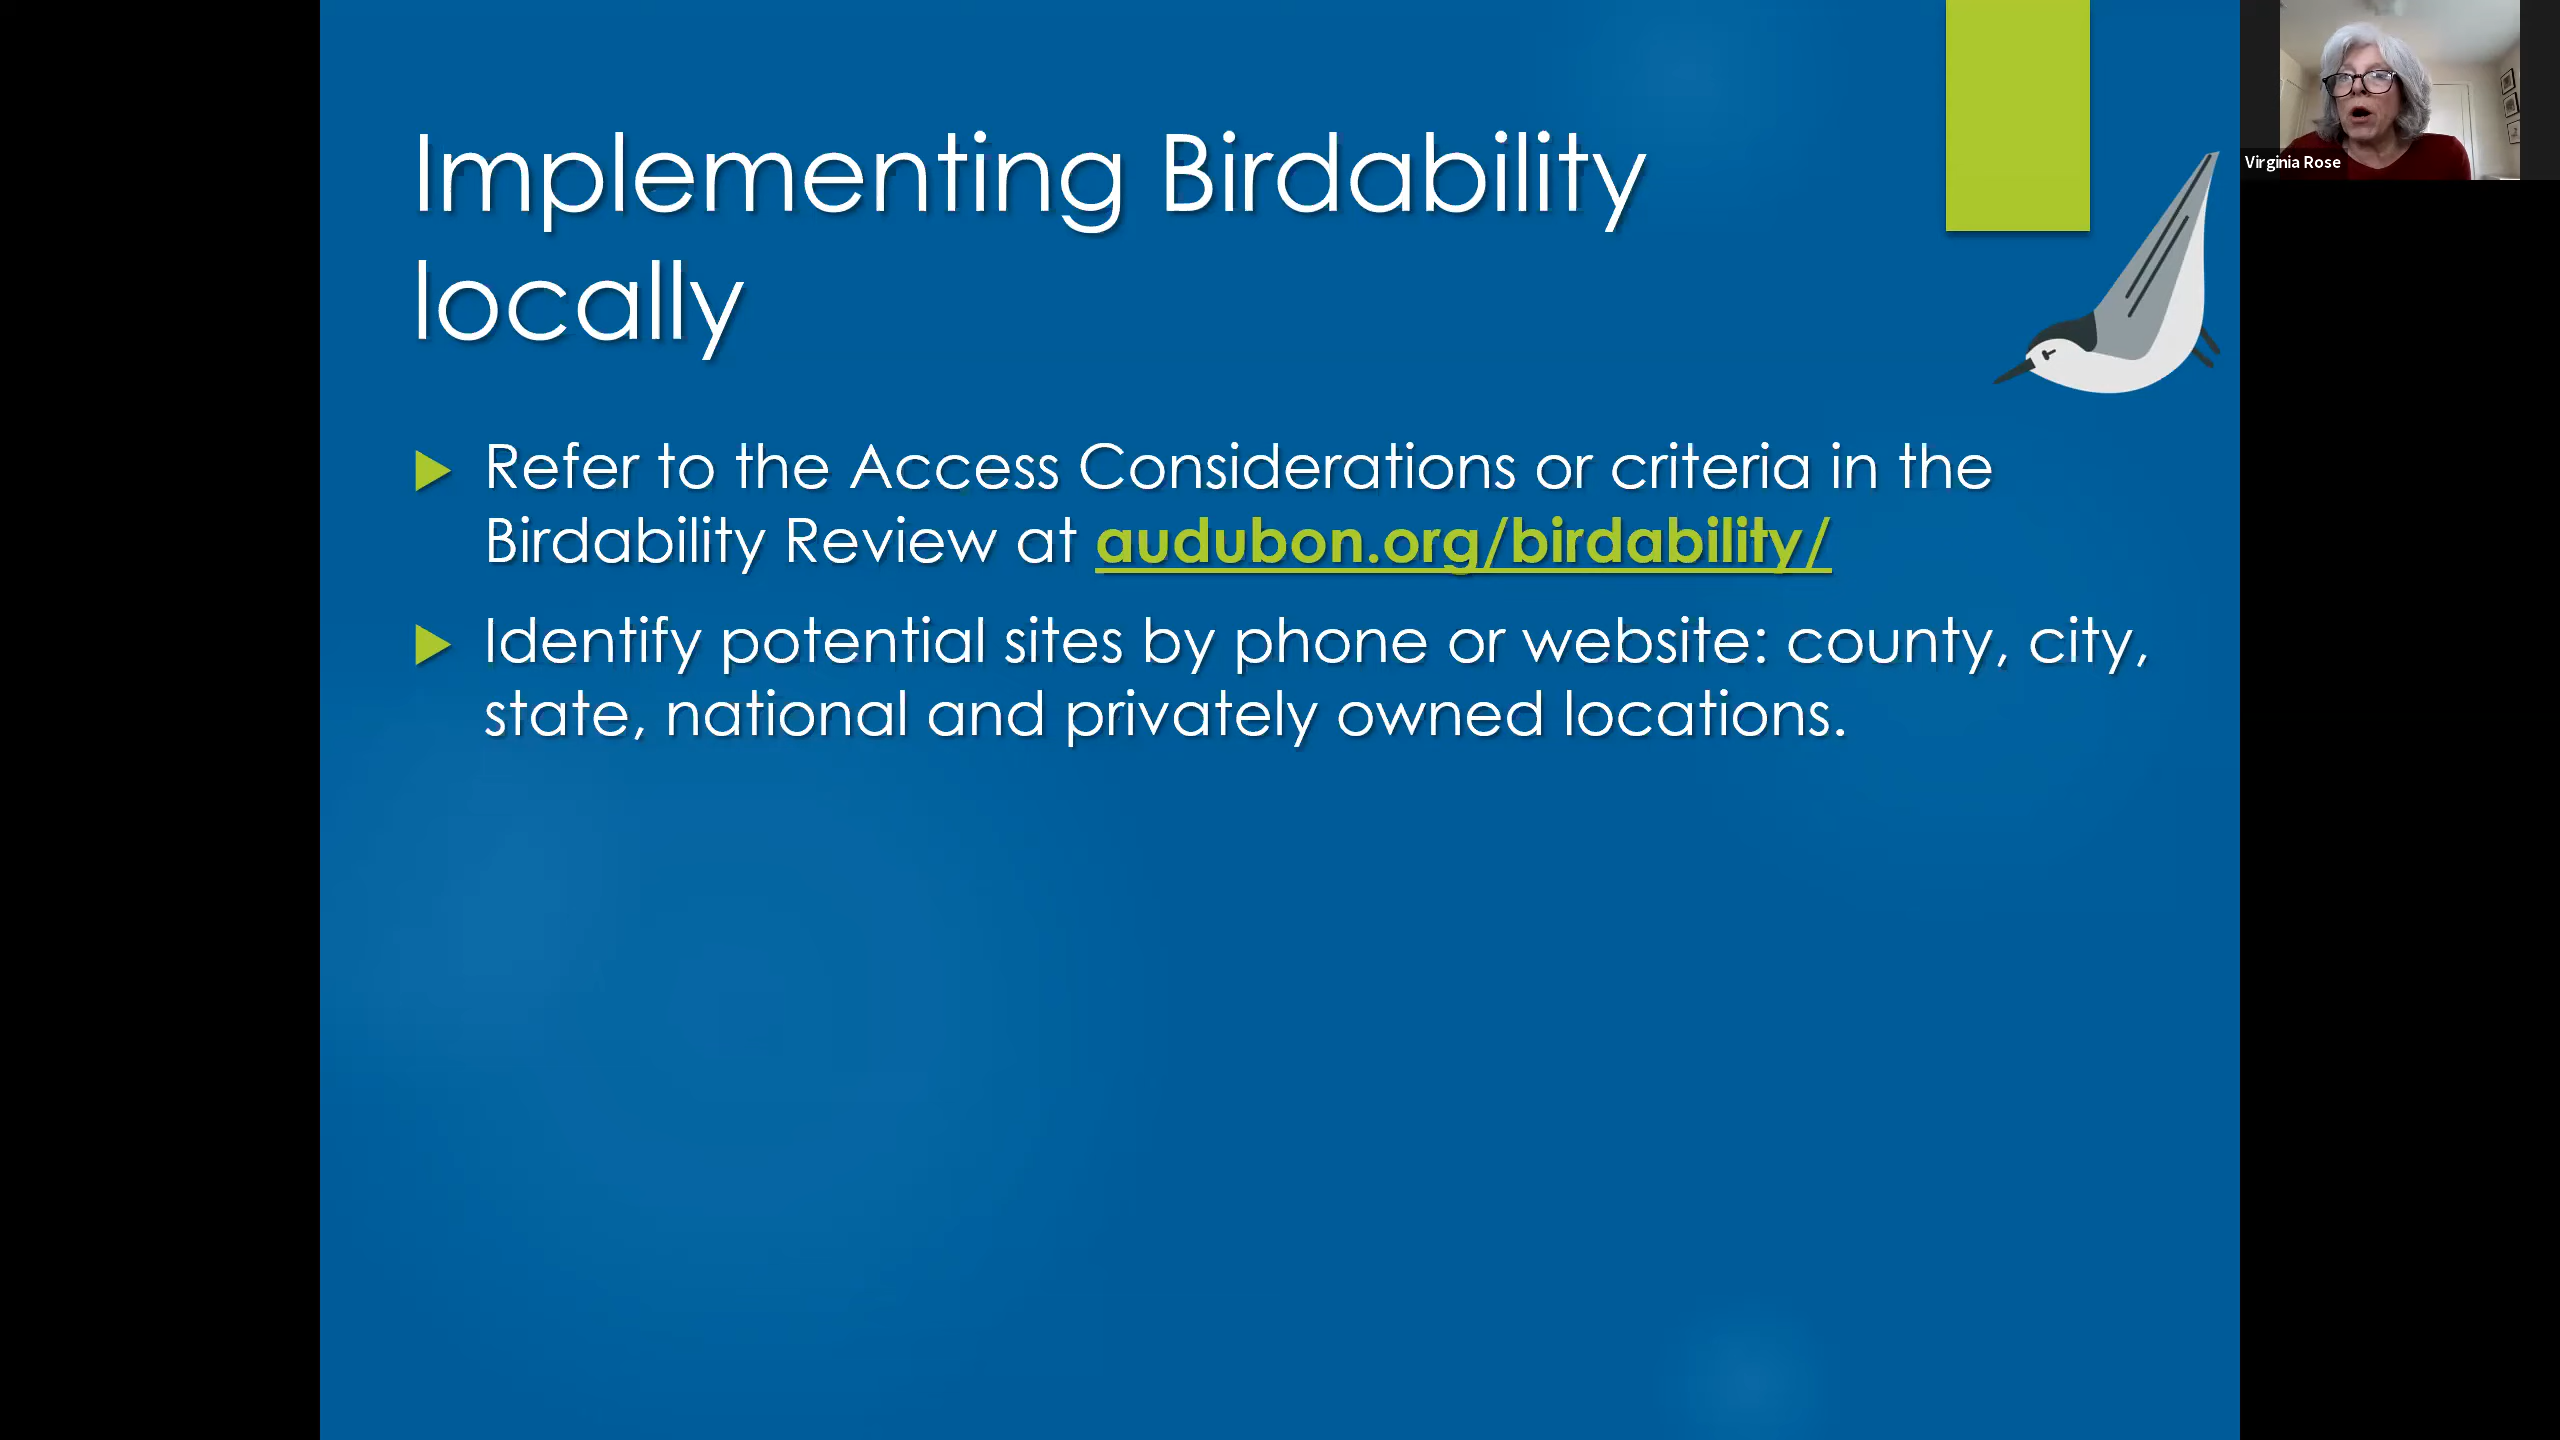 Implementing Birdability
locally
Refer to the Access Considerations or criteria in the
Birdability Review at audubon.org/birdability/
Identify potential sites by phone or website: county, city,
state, national and privately owned locations.
Virginia Rose